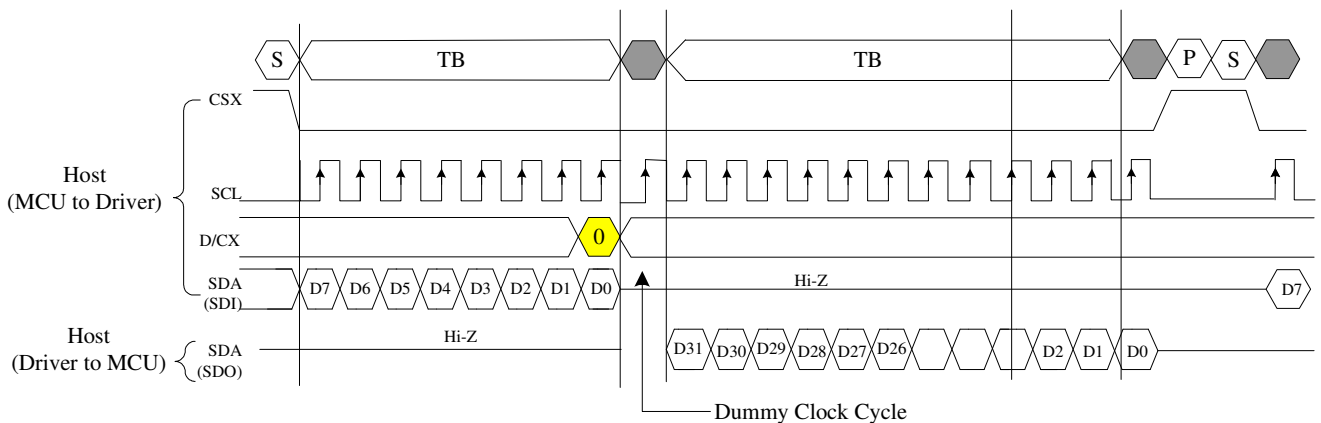 S TB TB P S
CSX
Host
(MCU to Driver)
SCL
D/CX
0
SDA
(SDI)
D7 D6 D5 D4 D3 D2 D1 D0
Hi-Z
D7
Host
(Driver to MCU)
SDA
(SDO)
Hi-Z
D31 D30 D29 D28 D27 D26 D2 D1 D0
Dummy Clock Cycle